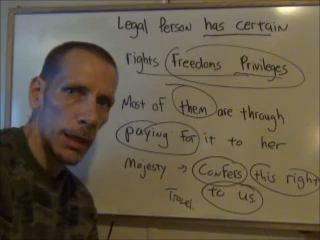 Legal Person has certain
rights freedoms Privileges
Most of them are through
paying for it to her
Majesty → confers this right
Travel. to us